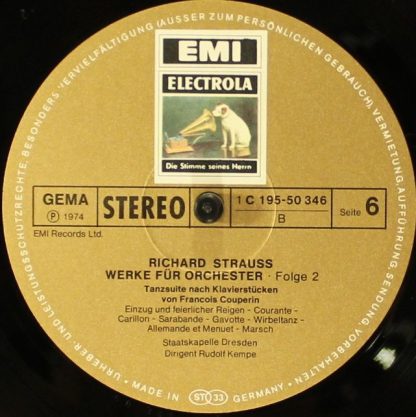 URHEBER- UND LEISTUNGSSCHUTZRECHTE, BESONDERS VERVIELFÄLTIGUNG (AUSSER ZUM PERSÖNLICHEN GEBRAUCH), VERMIETUNG, AUFFÜHRUNG, SENDUNG, VORBEHALTEN
EMI
ELECTROLA
Die Stimme seines Herrn
GEMA
Ⓟ 1974
STEREO
1 C 195-50 346
B
Seite 6
EMI Records Ltd.
RICHARD STRAUSS
WERKE FÜR ORCHESTER · Folge 2
Tanzsuite nach Klavierstücken
von Francois Couperin
Einzug und feierlicher Reigen - Courante -
Carillon - Sarabande - Gavotte - Wirbeltanz -
Allemande et Menuet - Marsch
Staatskapelle Dresden
Dirigent Rudolf Kempe
MADE IN GERMANY
ST 33